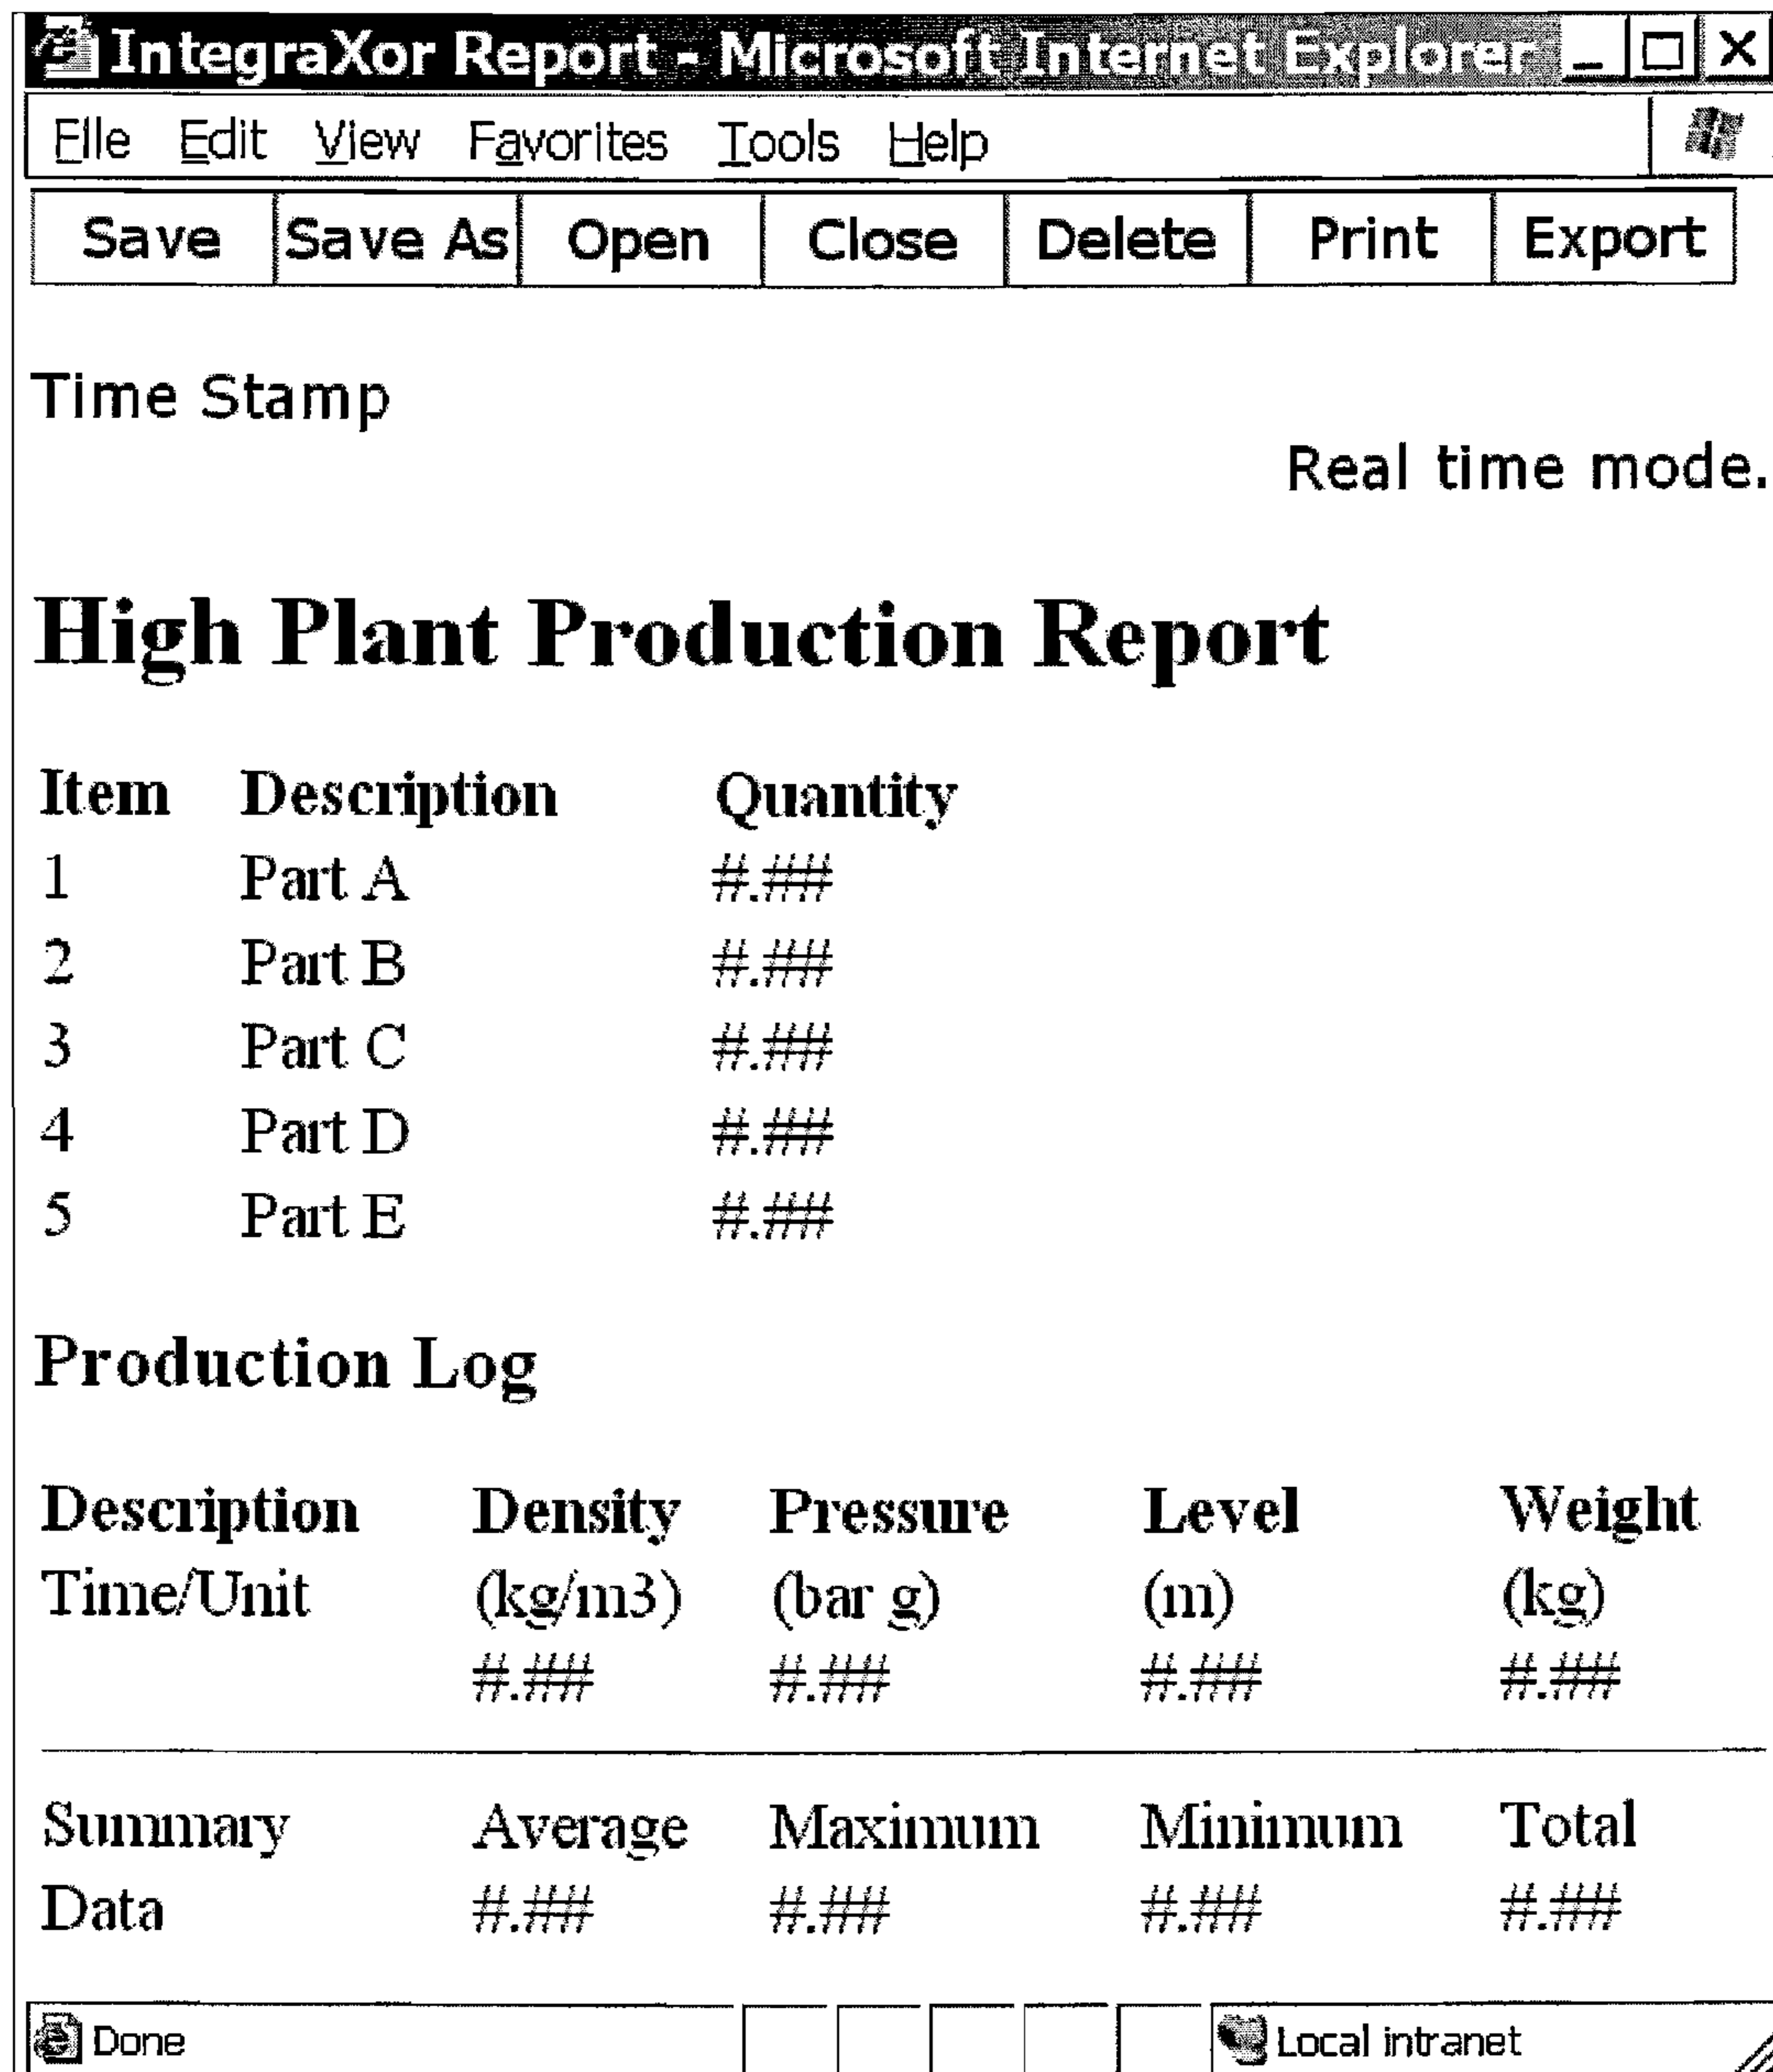 IntegraXor Report - Microsoft Internet Explorer
File Edit View Favorites Tools Help
Save Save As Open Close Delete Print Export
Time Stamp
Real time mode.
High Plant Production Report
Item Description Quantity
1 Part A #.##
2 Part B #.##
3 Part C #.##
4 Part D #.##
5 Part E #.##
Production Log
Description Density Pressure Level Weight
Time/Unit (kg/m3) (bar g) (m) (kg)
#.## #.## #.## #.##
Summary Average Maximum Minimum Total
Data #.## #.## #.## #.##
Done Local intranet